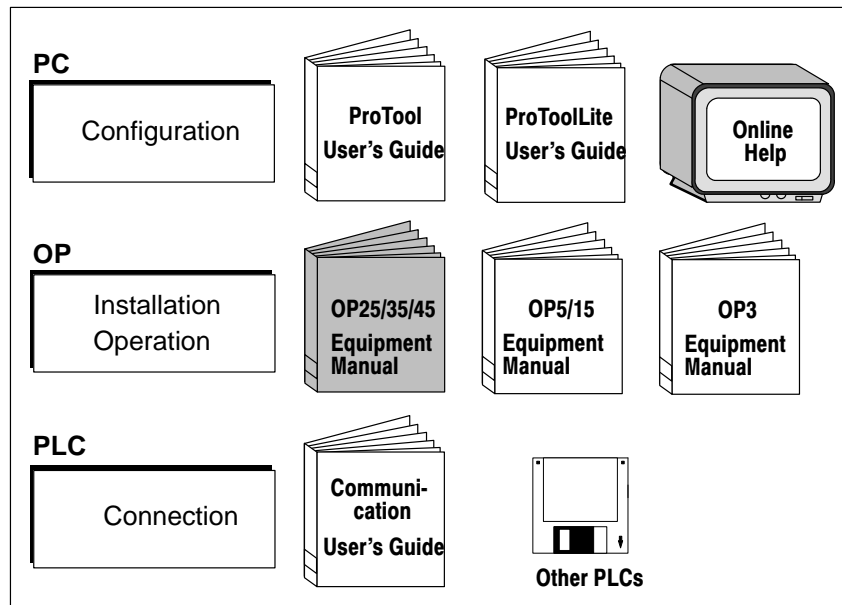 PC
Configuration
ProTool
User's Guide
ProToolLite
User's Guide
Online
Help
OP
Installation
Operation
OP25/35/45
Equipment
Manual
OP5/15
Equipment
Manual
OP3
Equipment
Manual
PLC
Connection
Communi-
cation
User's Guide
Other PLCs